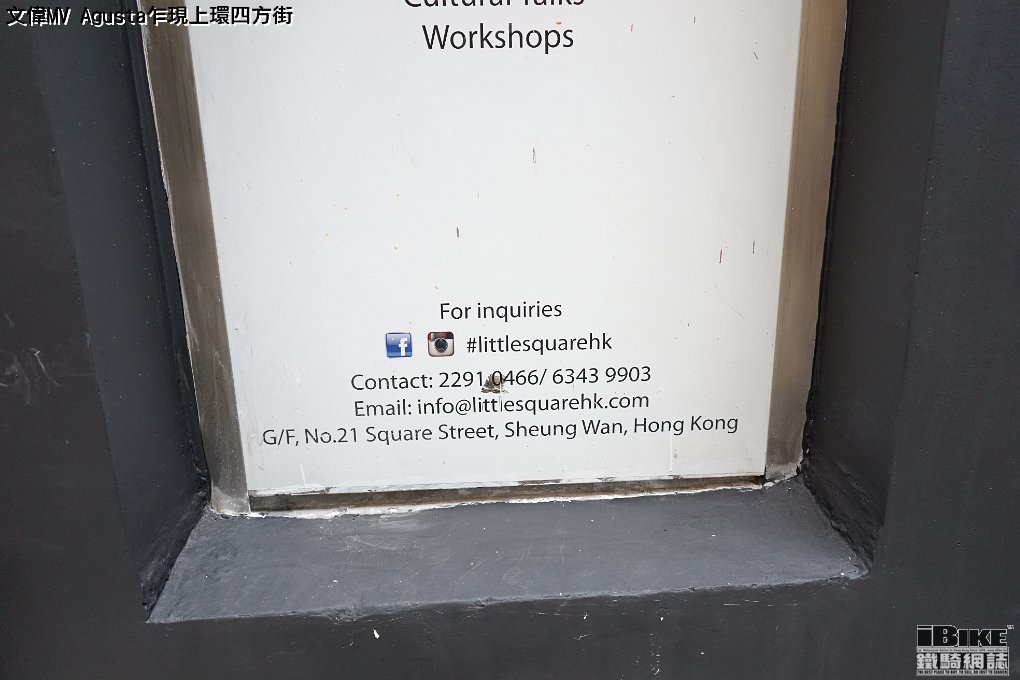 文偉MV Agusta乍現上環四方街
Cultural Talks
Workshops
For inquiries
#littlesquarehk
Contact: 2291 0466/ 6343 9903
Email: info@littlesquarehk.com
G/F, No.21 Square Street, Sheung Wan, Hong Kong
iBIKE
鐵騎網誌